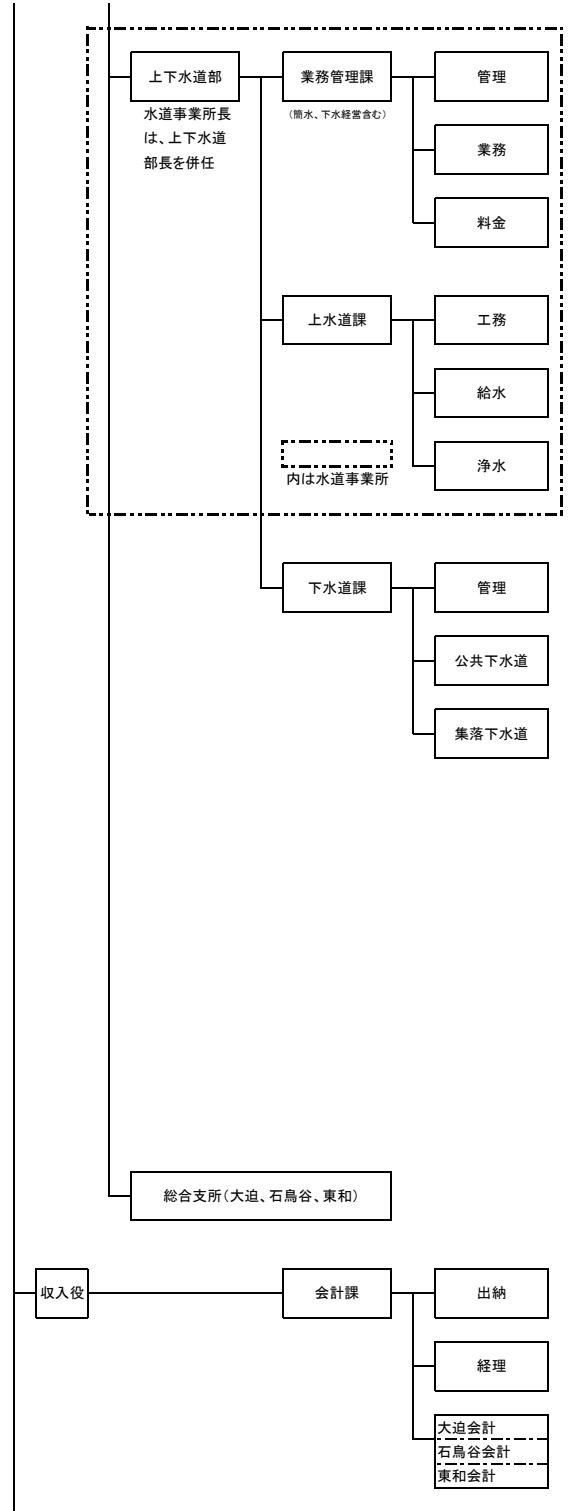 上下水道部
水道事業所長
は、上下水道
部長を併任
業務管理課
(簡水、下水経営含む)
管理
業務
料金
上水道課
工務
給水
浄水
内は水道事業所
下水道課
管理
公共下水道
集落下水道
総合支所(大迫、石鳥谷、東和)
収入役
会計課
出納
経理
大迫会計
石鳥谷会計
東和会計